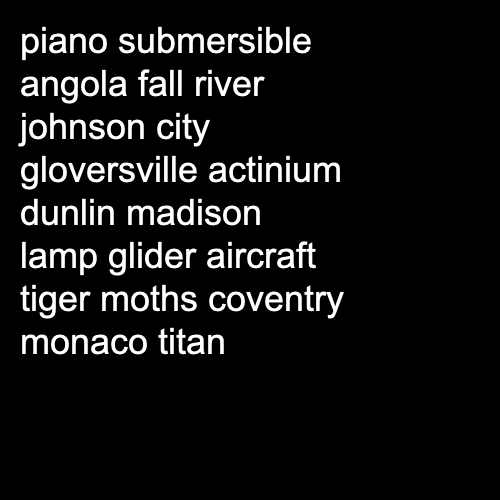 piano submersible
angola fall river
johnson city
gloversville actinium
dunlin madison
lamp glider aircraft
tiger moths coventry
monaco titan